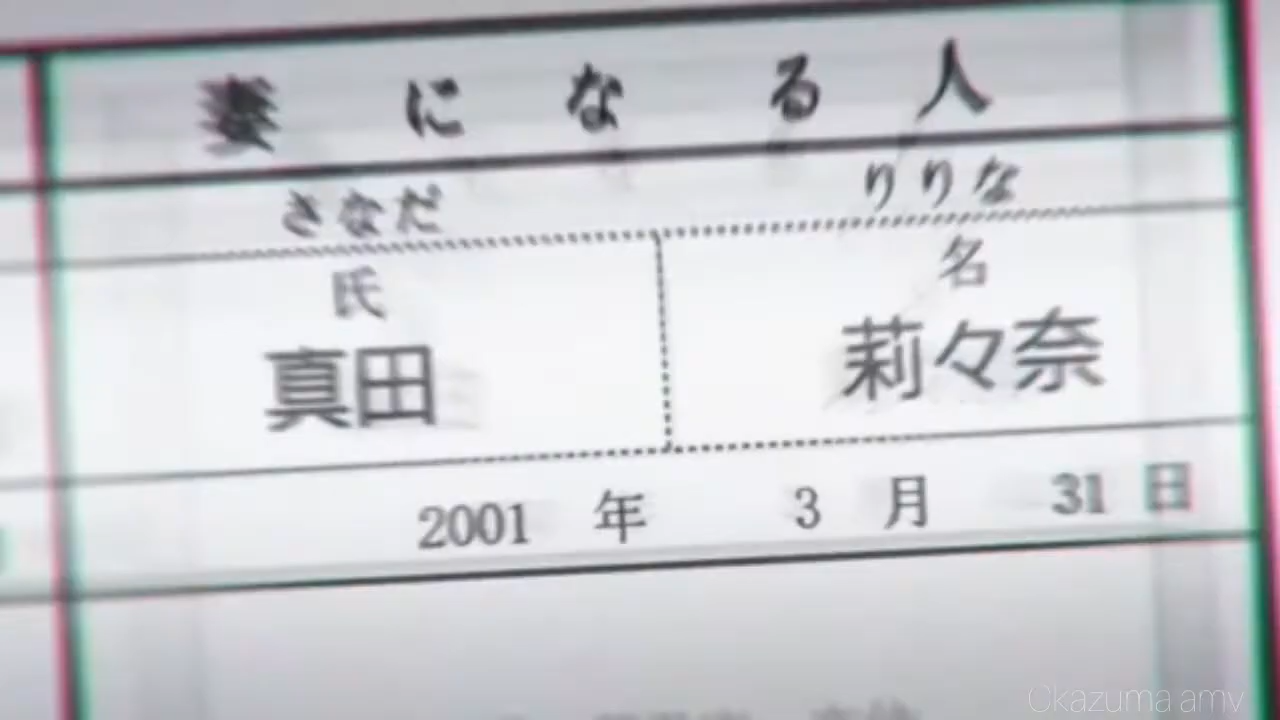 妻になる人
さなだ りりな
氏 名
真田 莉々奈
2001 年 3 月 31 日
Okazuma amv